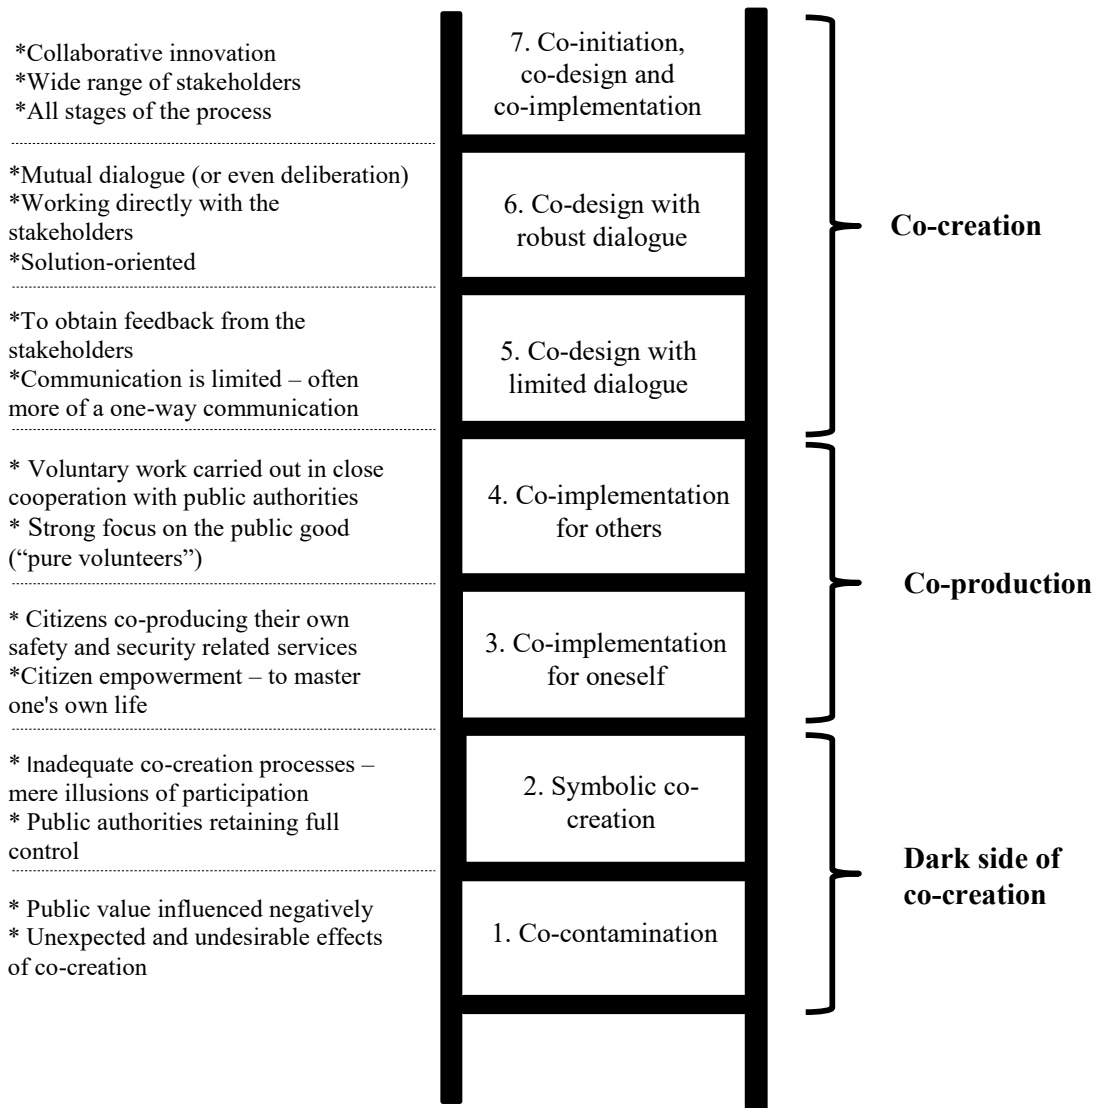 *Collaborative innovation
*Wide range of stakeholders
*All stages of the process
7. Co-initiation,
co-design and
co-implementation
*Mutual dialogue (or even deliberation)
*Working directly with the
stakeholders
*Solution-oriented
6. Co-design with
robust dialogue
Co-creation
*To obtain feedback from the
stakeholders
*Communication is limited – often
more of a one-way communication
5. Co-design with
limited dialogue
* Voluntary work carried out in close
cooperation with public authorities
* Strong focus on the public good
(“pure volunteers”)
4. Co-implementation
for others
Co-production
* Citizens co-producing their own
safety and security related services
*Citizen empowerment – to master
one's own life
3. Co-implementation
for oneself
* Inadequate co-creation processes –
mere illusions of participation
* Public authorities retaining full
control
2. Symbolic co-
creation
Dark side of
co-creation
* Public value influenced negatively
* Unexpected and undesirable effects
of co-creation
1. Co-contamination